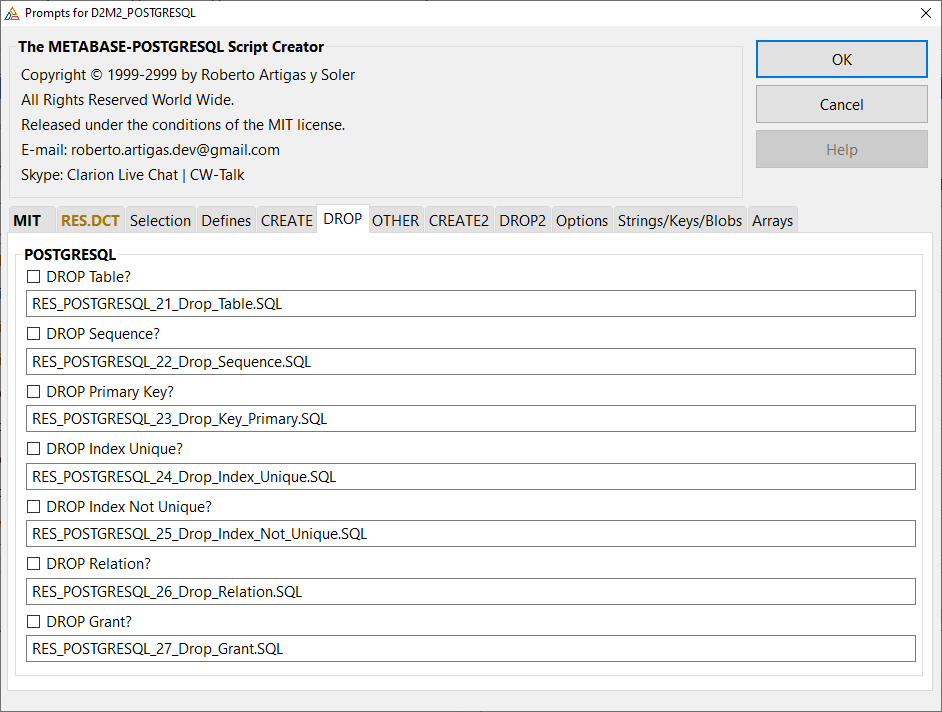 Prompts for D2M2_POSTGRESQL
The METABASE-POSTGRESQL Script Creator
Copyright © 1999-2999 by Roberto Artigas y Soler
All Rights Reserved World Wide.
Released under the conditions of the MIT license.
E-mail: roberto.artigas.dev@gmail.com
Skype: Clarion Live Chat | CW-Talk
OK
Cancel
Help
MIT RES.DCT Selection Defines CREATE DROP OTHER CREATE2 DROP2 Options Strings/Keys/Blobs Arrays
POSTGRESQL
DROP Table?
RES_POSTGRESQL_21_Drop_Table.SQL
DROP Sequence?
RES_POSTGRESQL_22_Drop_Sequence.SQL
DROP Primary Key?
RES_POSTGRESQL_23_Drop_Key_Primary.SQL
DROP Index Unique?
RES_POSTGRESQL_24_Drop_Index_Unique.SQL
DROP Index Not Unique?
RES_POSTGRESQL_25_Drop_Index_Not_Unique.SQL
DROP Relation?
RES_POSTGRESQL_26_Drop_Relation.SQL
DROP Grant?
RES_POSTGRESQL_27_Drop_Grant.SQL